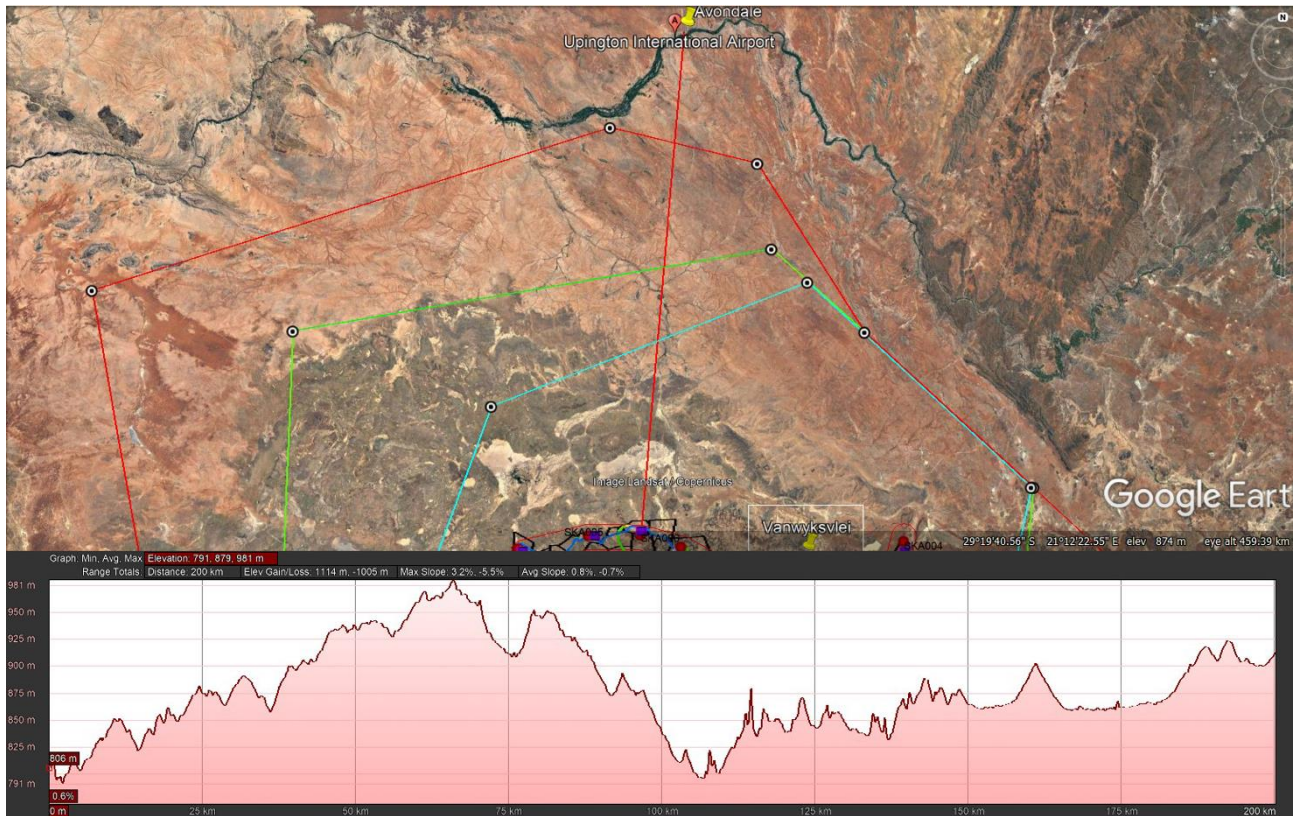 Avondale
N
A
Upington International Airport
Image Landsat / Copernicus
Google Eart
Vanwyksvlei
SKA004
29°19'40.56" S 21°12'22.55" E elev 874 m eye alt 459.39 km
Graph: Min, Avg, Max Elevation: 791, 879, 981 m
Range Totals: Distance: 200 km Elev Gain/Loss: 1114 m, -1005 m Max Slope: 3.2%, -5.5% Avg Slope: 0.8%, -0.7%
981 m
950 m
925 m
900 m
875 m
850 m
825 m
806 m
791 m
0.6%
0 m 25 km 50 km 75 km 100 km 125 km 150 km 175 km 200 km